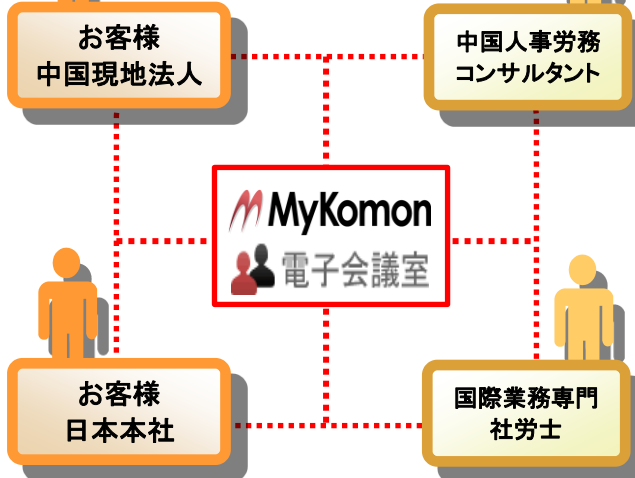 お客様
中国現地法人
中国人事労務
コンサルタント
MyKomon
電子会議室
お客様
日本本社
国際業務専門
社労士